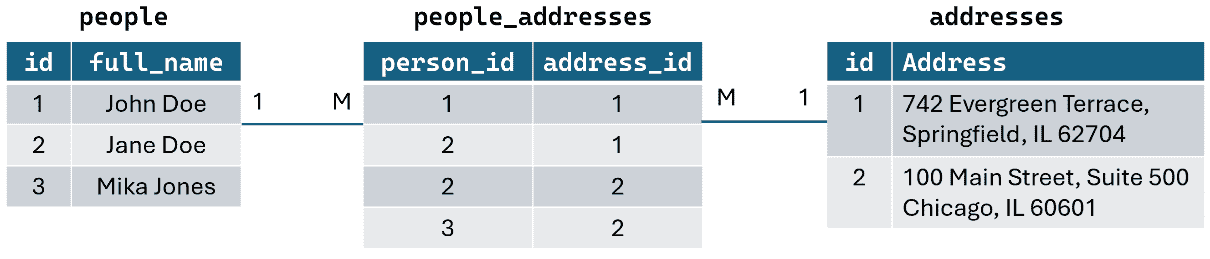 people people_addresses addresses
id full_name person_id address_id id Address
1 John Doe 1 M 1 1 M 1 1 742 Evergreen Terrace,
Springfield, IL 62704
2 Jane Doe 2 1
3 Mika Jones 2 2 2 100 Main Street, Suite 500
Chicago, IL 60601
3 2